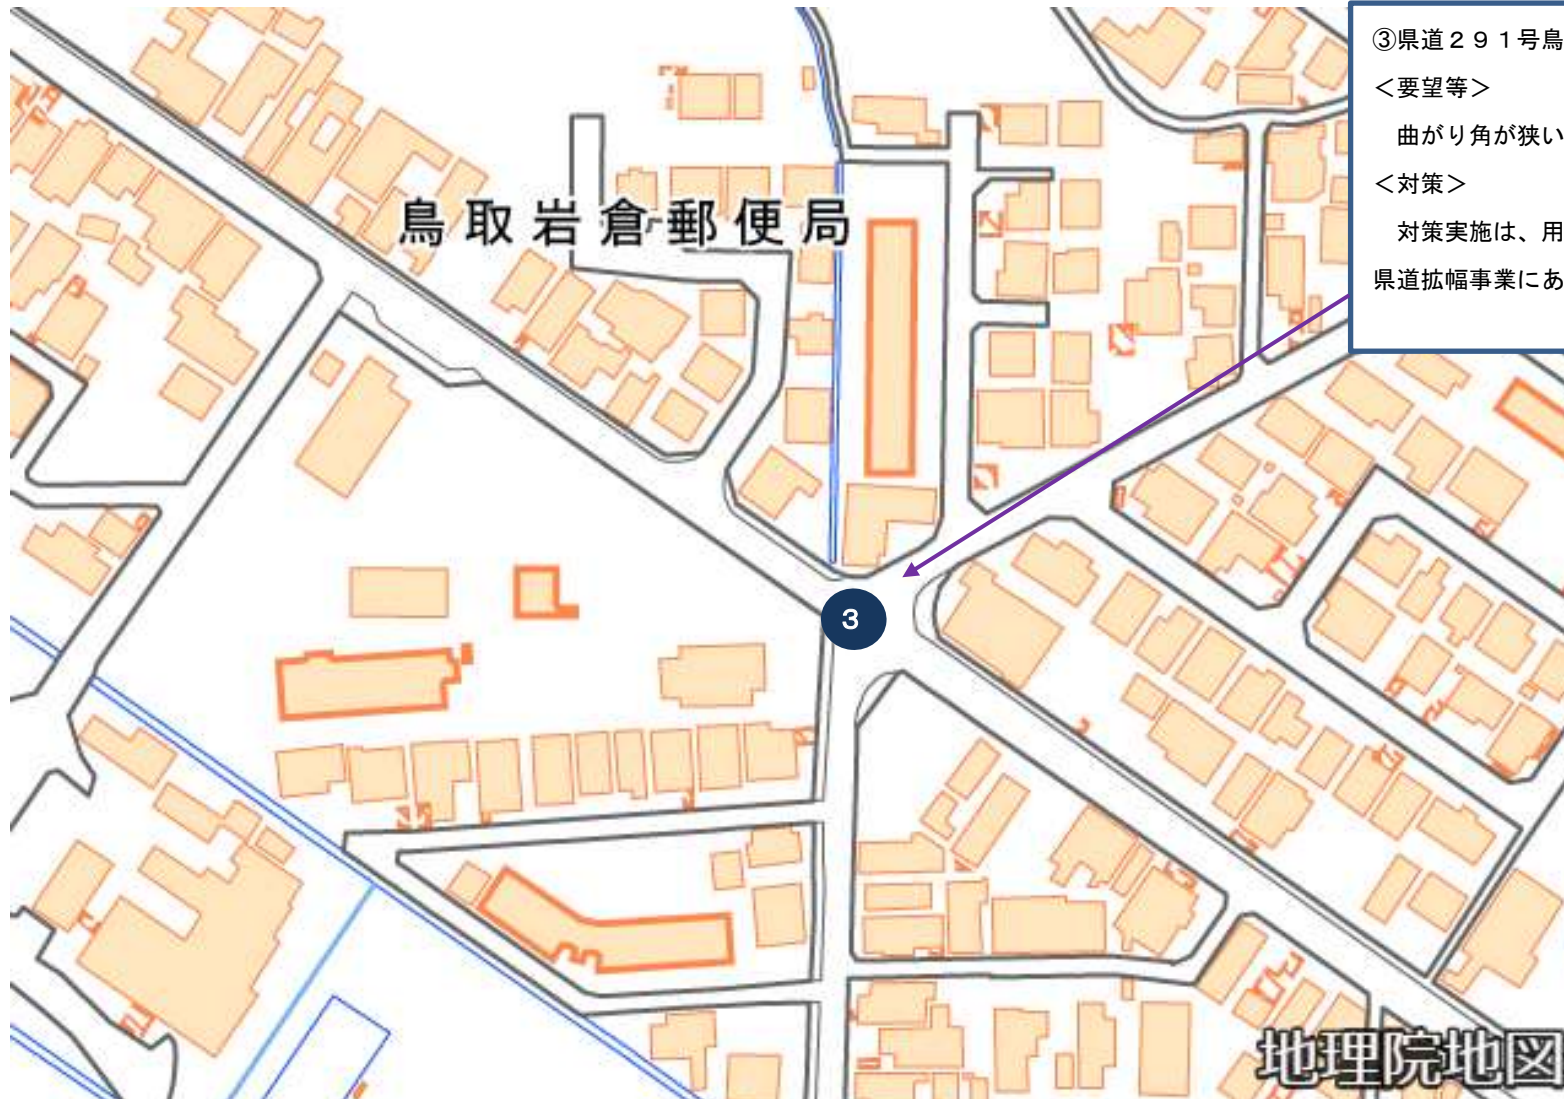 ③県道２９１号鳥
＜要望等＞
曲がり角が狭い
＜対策＞
対策実施は、用
県道拡幅事業にあ
鳥取岩倉郵便局
3
地理院地図